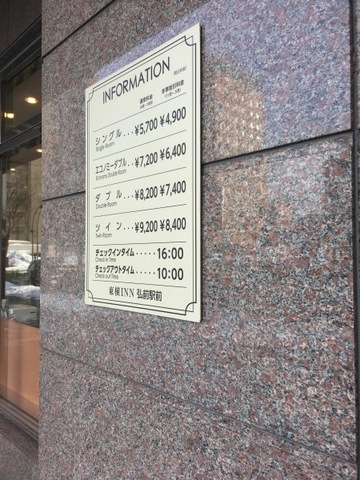 INFORMATION
シングル...¥5,700 ¥4,900
Single Room
エコノミーダブル...¥7,200 ¥6,400
Economy Double Room
ダブル...¥8,200 ¥7,400
Double Room
ツイン...¥9,200 ¥8,400
Twin Room
チェックインタイム.....16:00
Check in Time
チェックアウトタイム.....10:00
Check out Time
東横INN 弘前駅前